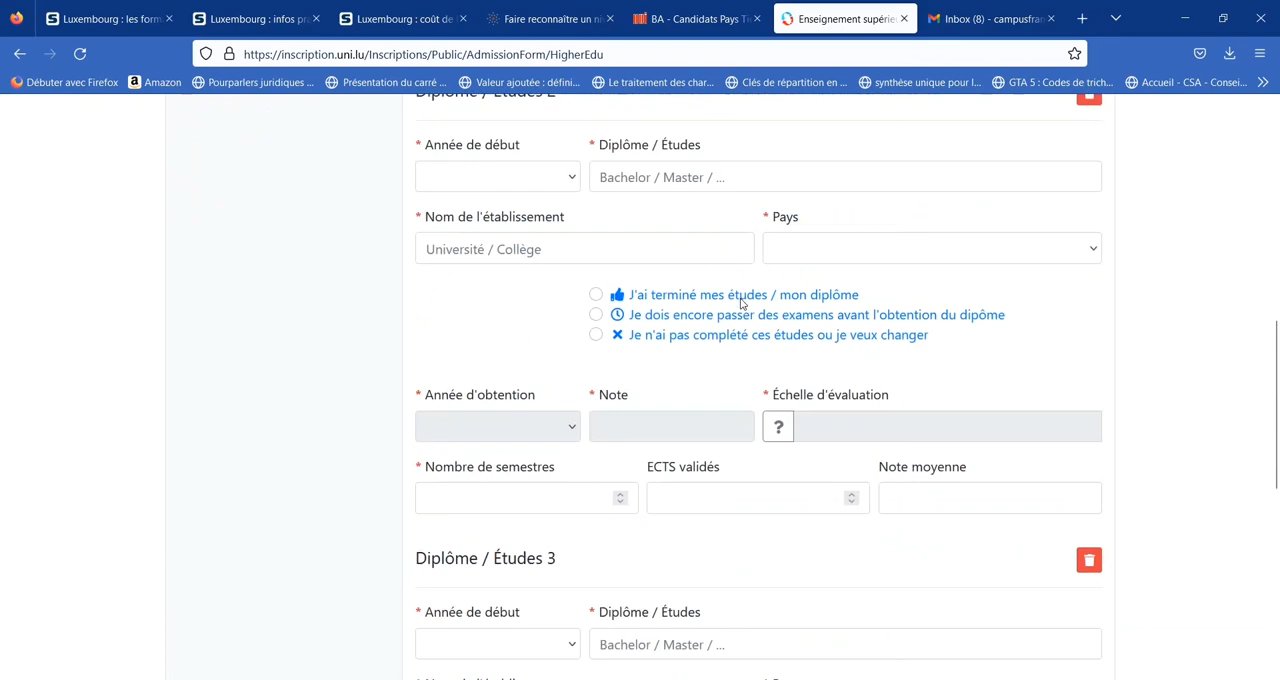 Luxembourg : les form
Luxembourg : infos pr
Luxembourg : coût de
Faire reconnaître un ni
BA - Candidats Pays Ti
Enseignement supérie
Inbox (8) - campusfran
https://inscription.uni.lu/Inscriptions/Public/AdmissionForm/HigherEdu
Débuter avec Firefox
Amazon
Pourparlers juridiques ...
Présentation du carré ...
Valeur ajoutée : défini...
Le traitement des char...
Clés de répartition en ...
synthèse unique pour l...
GTA 5 : Codes de trich...
Accueil - CSA - Consei...
Diplôme / Études 2
* Année de début
* Diplôme / Études
Bachelor / Master / ...
* Nom de l'établissement
* Pays
Université / Collège
J'ai terminé mes études / mon diplôme
Je dois encore passer des examens avant l'obtention du dipôme
Je n'ai pas complété ces études ou je veux changer
* Année d'obtention
* Note
* Échelle d'évaluation
?
* Nombre de semestres
ECTS validés
Note moyenne
Diplôme / Études 3
* Année de début
* Diplôme / Études
Bachelor / Master / ...